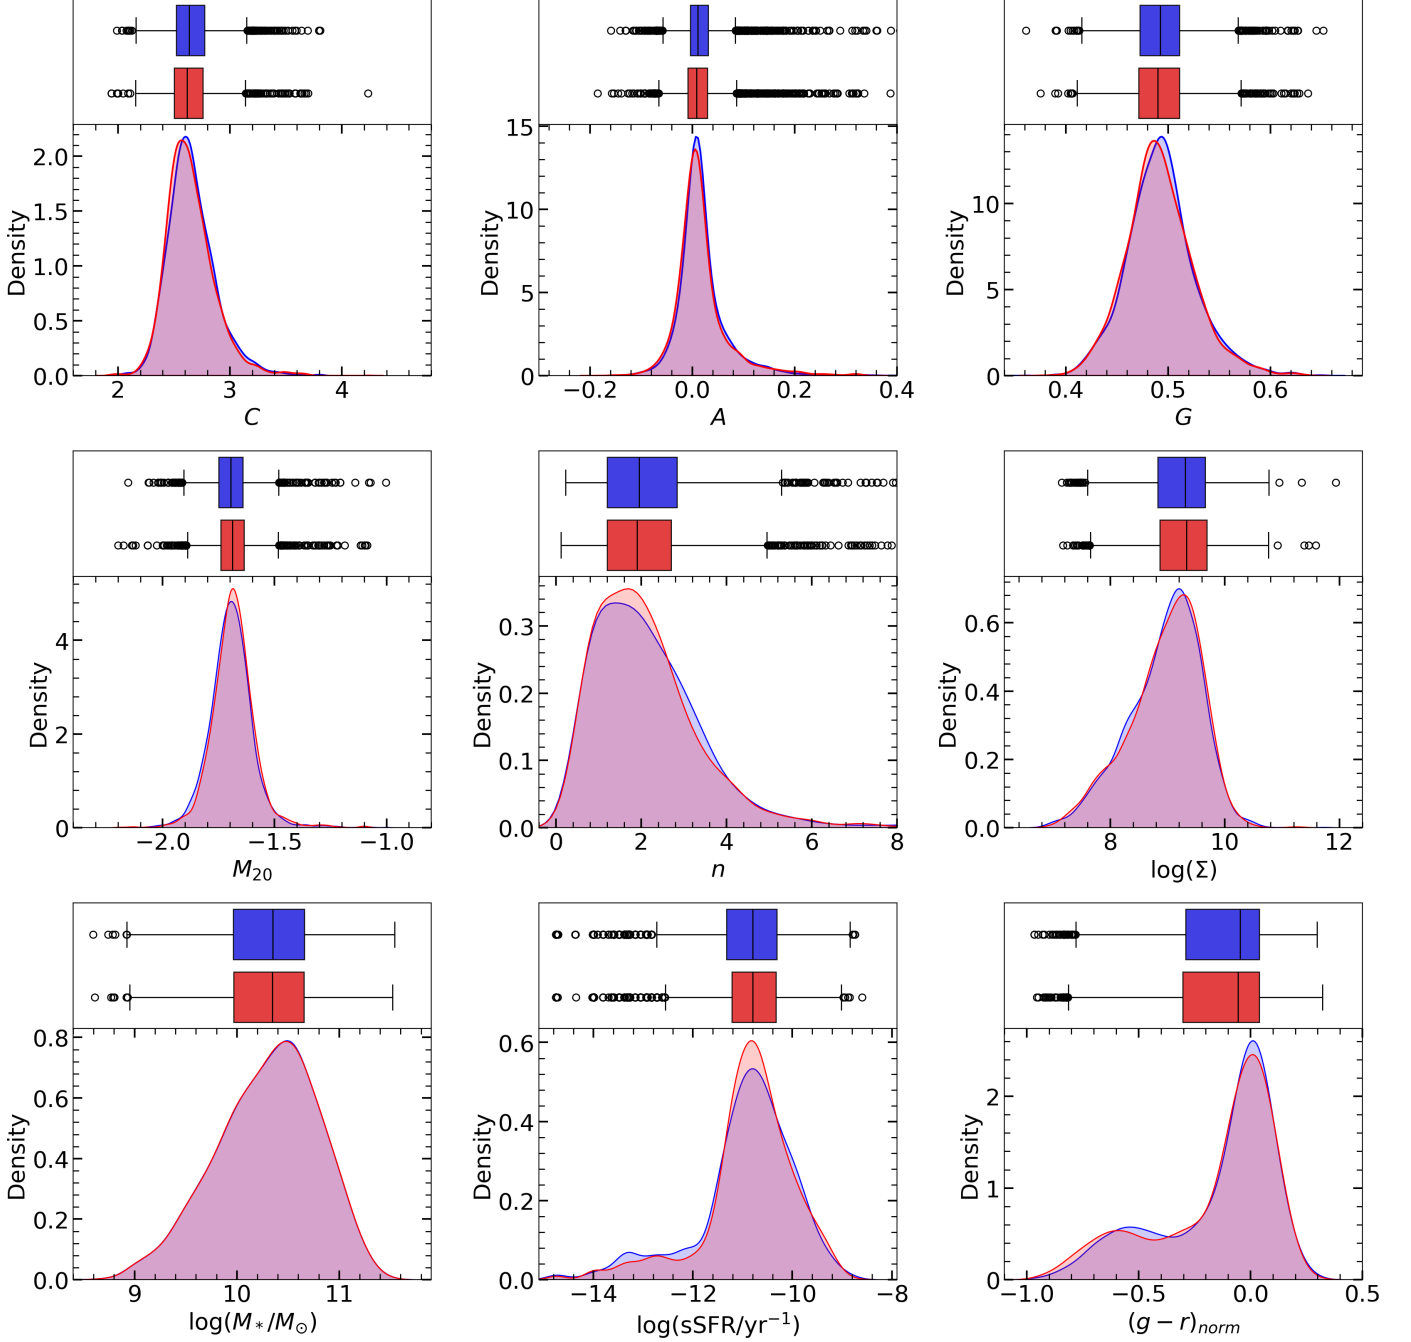 Density
2.0
1.5
1.0
0.5
0.0
2 3 4
C
Density
15
10
5
0
−0.2 0.0 0.2 0.4
A
Density
10
5
0
0.4 0.5 0.6
G
Density
4
2
0
−2.0 −1.5 −1.0
M20
Density
0.3
0.2
0.1
0.0
0 2 4 6 8
n
Density
0.6
0.4
0.2
0.0
8 10 12
log(Σ)
Density
0.8
0.6
0.4
0.2
0.0
9 10 11
log(M∗/M⊙)
Density
0.6
0.4
0.2
0.0
−14 −12 −10 −8
log(sSFR/yr−1)
Density
2
1
0
−1.0 −0.5 0.0 0.5
(g − r)norm